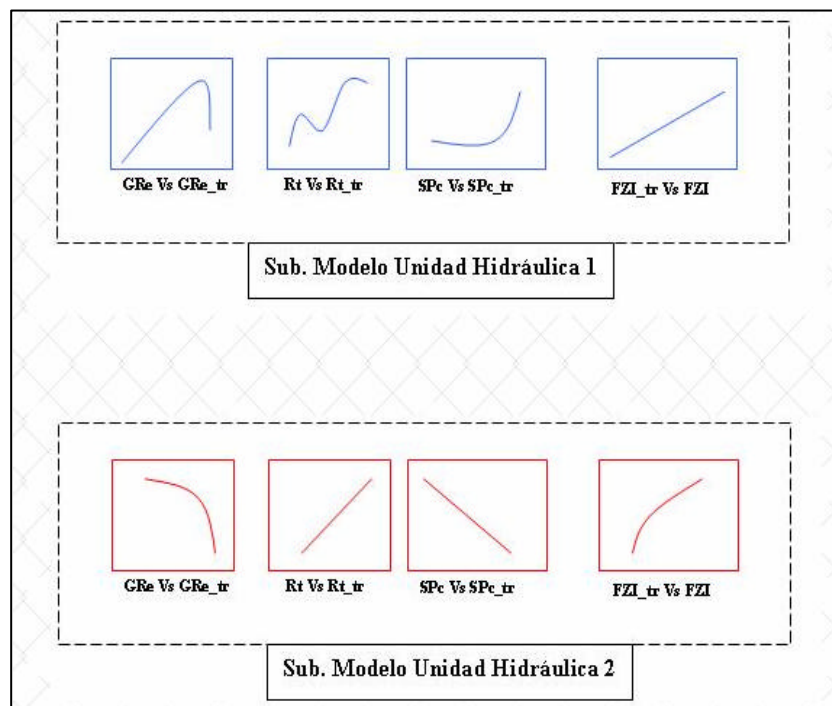 GRe Vs GRe_tr
Rt Vs Rt_tr
SPc Vs SPc_tr
FZI_tr Vs FZI
Sub. Modelo Unidad Hidráulica 1
GRe Vs GRe_tr
Rt Vs Rt_tr
SPc Vs SPc_tr
FZI_tr Vs FZI
Sub. Modelo Unidad Hidráulica 2